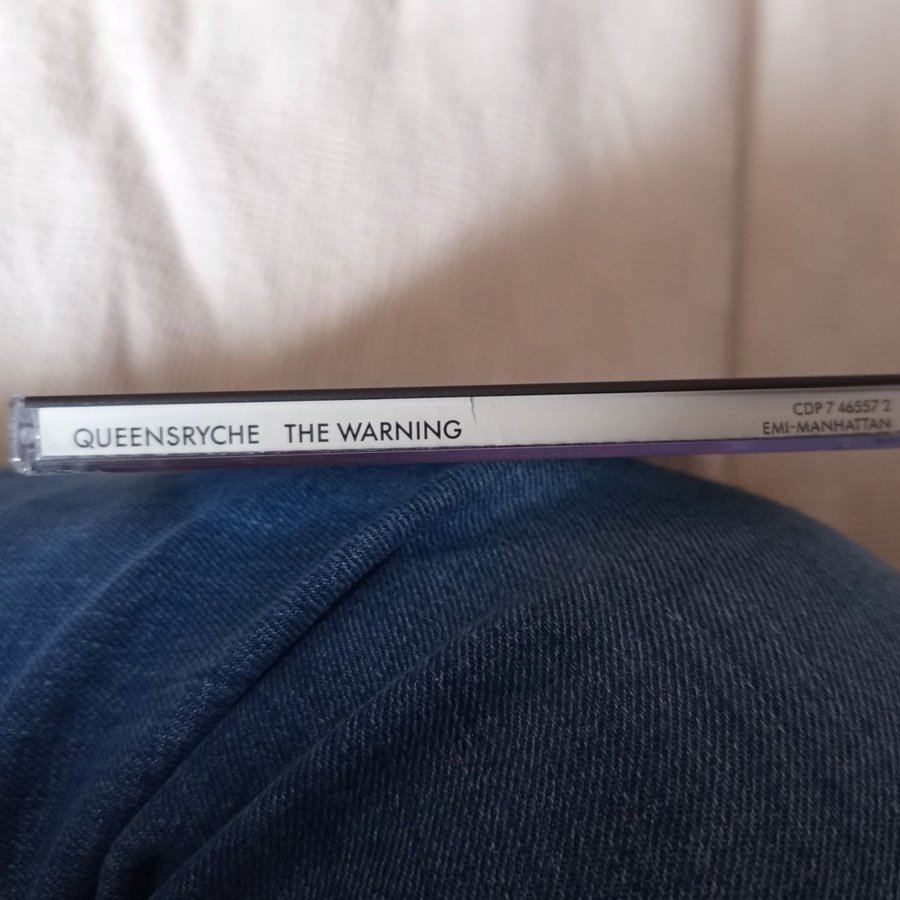 QUEENSRYCHE THE WARNING
CDP 7 46557 2
EMI-MANHATTAN